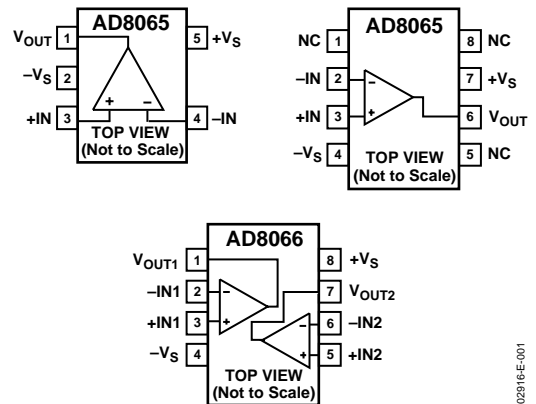 AD8065
VOUT 1
5 +VS
−VS 2
+IN 3
4 −IN
+ −
TOP VIEW
(Not to Scale)
AD8065
NC 1
8 NC
−IN 2
7 +VS
+IN 3
6 VOUT
−VS 4
5 NC
−
+
TOP VIEW
(Not to Scale)
AD8066
VOUT1 1
8 +VS
−IN1 2
7 VOUT2
+IN1 3
6 −IN2
−VS 4
5 +IN2
−
+
−
+
TOP VIEW
(Not to Scale)
02916-E-001